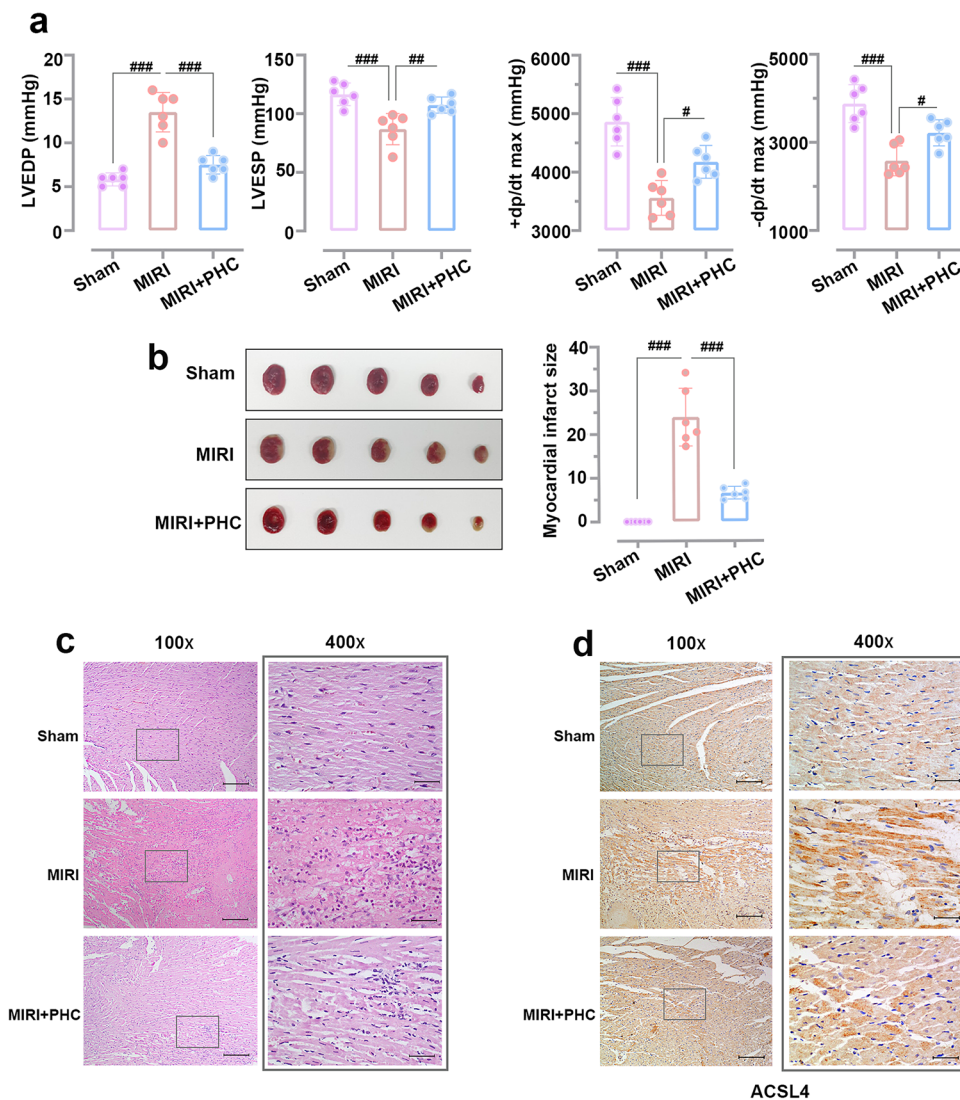 a
LVEDP (mmHg)
20
15
10
5
0
###
###
Sham
MIRI
MIRI+PHC
LVESP (mmHg)
150
100
50
0
###
##
Sham
MIRI
MIRI+PHC
+dp/dt max (mmHg)
6000
5000
4000
3000
###
#
Sham
MIRI
MIRI+PHC
-dp/dt max (mmHg)
5000
3000
1000
###
#
Sham
MIRI
MIRI+PHC
b
Sham
MIRI
MIRI+PHC
Myocardial infarct size
40
30
20
10
0
###
###
Sham
MIRI
MIRI+PHC
c
100X
400X
Sham
MIRI
MIRI+PHC
d
100X
400X
Sham
MIRI
MIRI+PHC
ACSL4